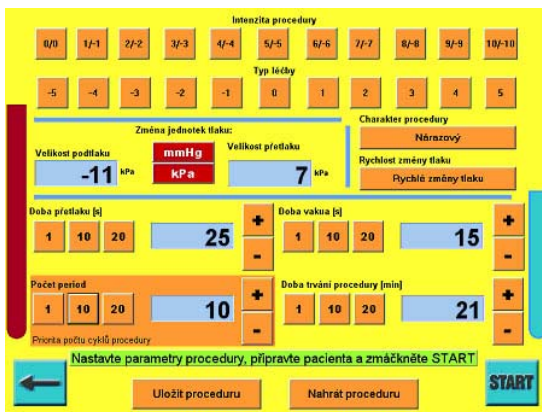 Intenzita procedury
0/0 1/-1 2/-2 3/-3 4/-4 5/-5 6/-6 7/-7 8/-8 9/-9 10/-10
Typ léčby
-5 -4 -3 -2 -1 0 1 2 3 4 5
Charakter procedury
Nárazový
Rychlost změny tlaku
Rychlé změny tlaku
Změna jednotek tlaku:
Velikost podtlaku mmHg Velikost přetlaku
-11 kPa kPa 7 kPa
Doba přetlaku [s] Doba vakua [s]
1 10 20 25 + - 1 10 20 15 + -
Počet period Doba trvání procedury [min]
1 10 20 10 + - 1 10 20 21 + -
Priorita počtu cyklů procedury
Nastavte parametry procedury, připravte pacienta a zmáčkněte START
Uložit proceduru Nahrát proceduru START